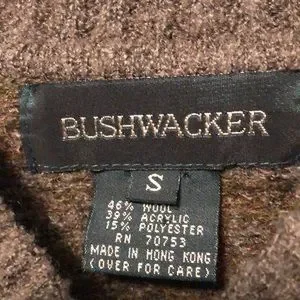 BUSHWACKER
S
46% WOOL
39% ACRYLIC
15% POLYESTER
RN 70753
MADE IN HONG KONG
(OVER FOR CARE)